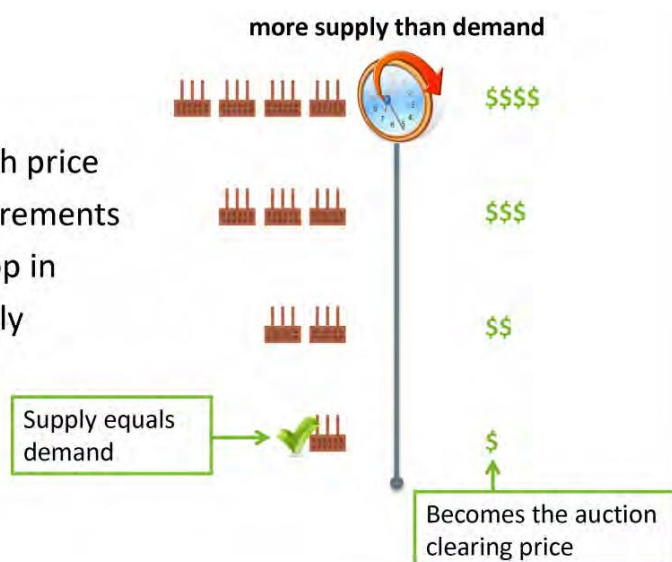 more supply than demand
$$$$
h price
rements
$$$
p in
ly
$$
Supply equals
demand
$
Becomes the auction
clearing price